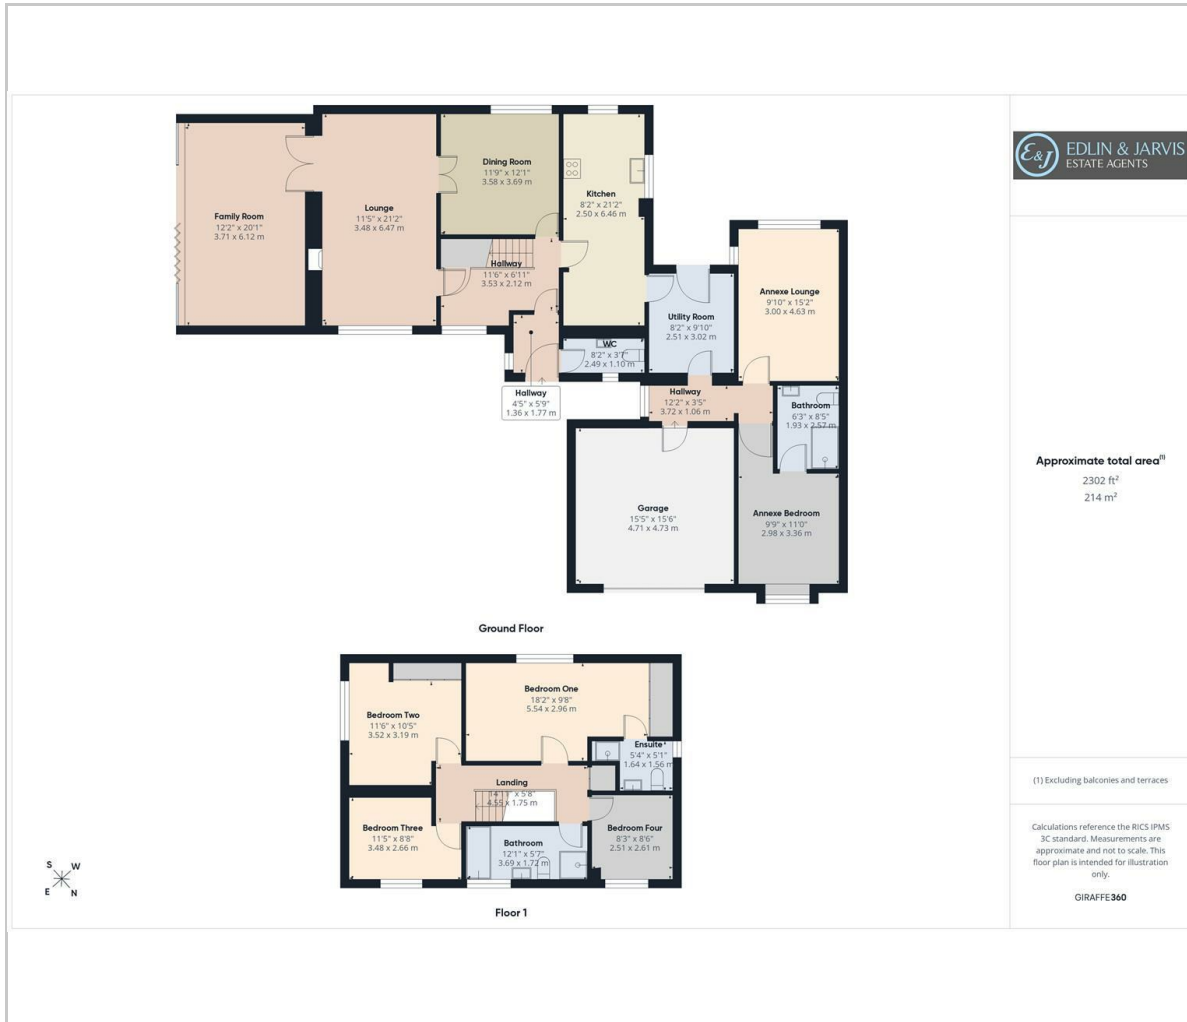 Family Room
12'2" x 20'1"
3.71 x 6.12 m
Lounge
11'5" x 21'2"
3.48 x 6.47 m
Dining Room
11'9" x 12'1"
3.58 x 3.69 m
Kitchen
8'2" x 21'2"
2.50 x 6.46 m
Hallway
11'6" x 6'11"
3.53 x 2.12 m
Utility Room
8'2" x 9'10"
2.51 x 3.02 m
Annexe Lounge
9'10" x 15'2"
3.00 x 4.63 m
WC
8'2" x 3'7"
2.49 x 1.10 m
Hallway
4'5" x 5'9"
1.36 x 1.77 m
Hallway
12'2" x 3'5"
3.72 x 1.06 m
Bathroom
6'3" x 8'5"
1.93 x 2.57 m
Garage
15'5" x 15'6"
4.71 x 4.73 m
Annexe Bedroom
9'9" x 11'0"
2.98 x 3.36 m
Ground Floor
Bedroom Two
11'6" x 10'5"
3.52 x 3.19 m
Bedroom One
18'2" x 9'8"
5.54 x 2.96 m
Ensuite
5'4" x 5'1"
1.64 x 1.56 m
Landing
14'11" x 5'8"
4.55 x 1.75 m
Bedroom Three
11'5" x 8'8"
3.48 x 2.66 m
Bathroom
12'1" x 5'7"
3.69 x 1.72 m
Bedroom Four
8'3" x 8'6"
2.51 x 2.61 m
Floor 1
S W
E N
E&J
EDLIN & JARVIS
ESTATE AGENTS
Approximate total area(1)
2302 ft²
214 m²
(1) Excluding balconies and terraces
Calculations reference the RICS IPMS
3C standard. Measurements are
approximate and not to scale. This
floor plan is intended for illustration
only.
GIRAFFE360